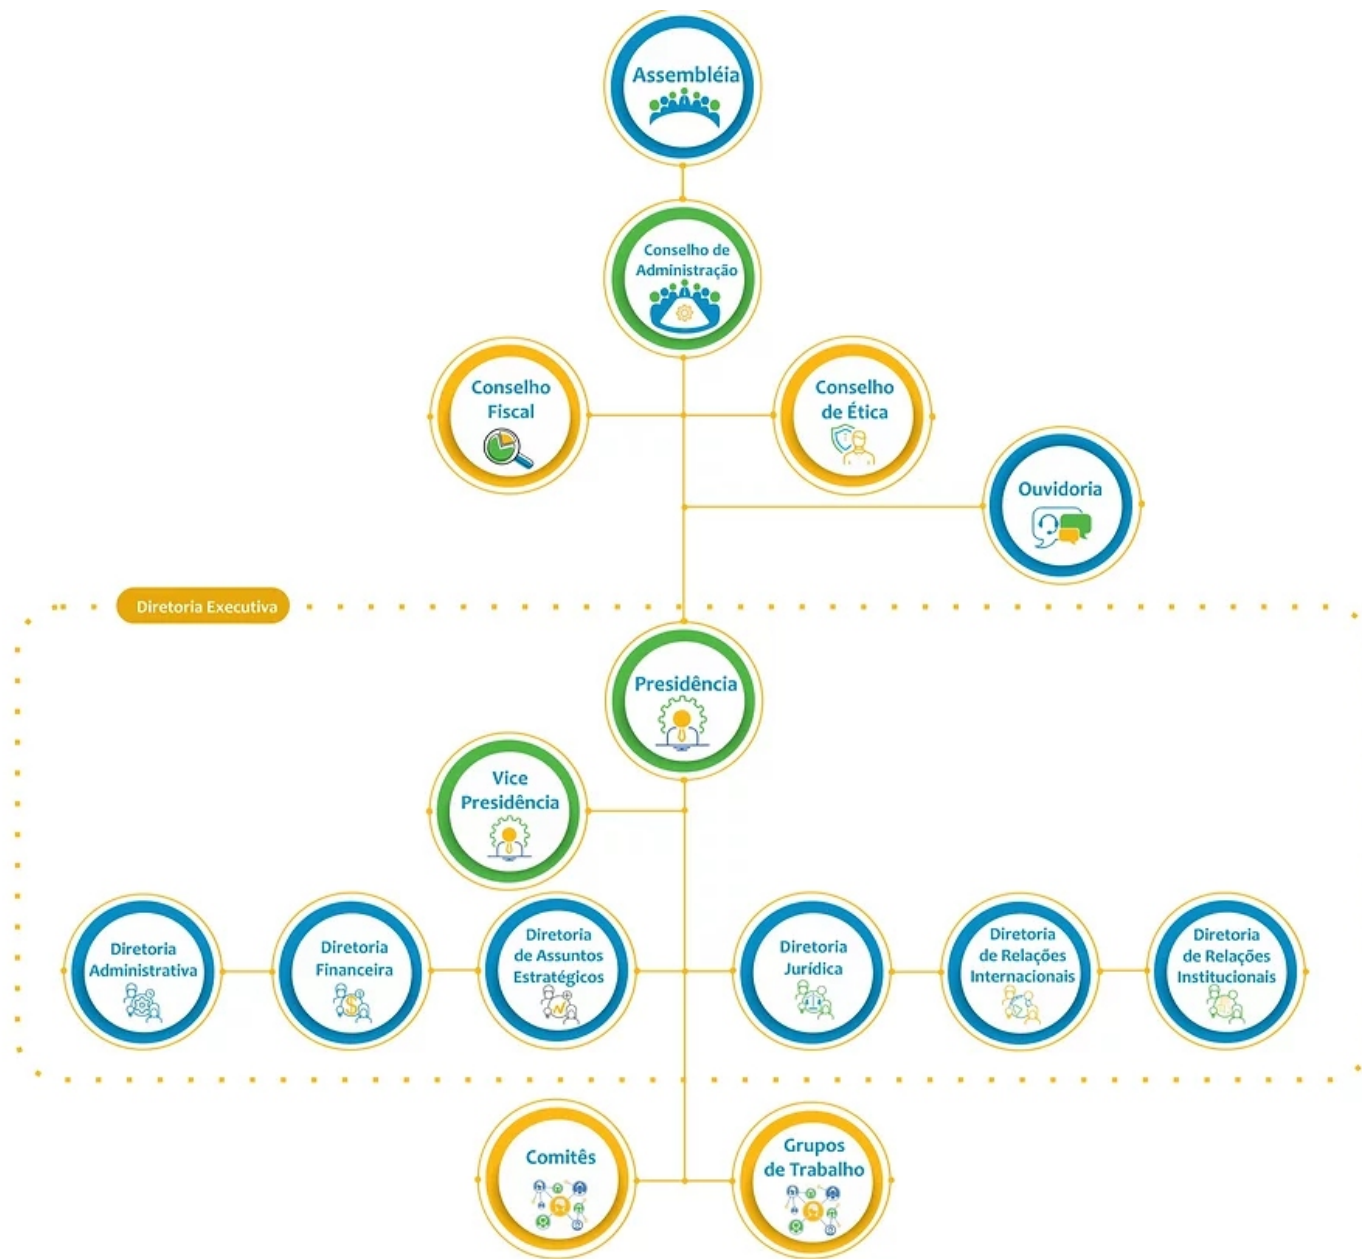 Assembléia
Conselho de
Administração
Conselho
Fiscal
Conselho
de Ética
Ouvidoria
Diretoria Executiva
Presidência
Vice
Presidência
Diretoria
Administrativa
Diretoria
Financeira
Diretoria
de Assuntos
Estratégicos
Diretoria
Jurídica
Diretoria
de Relações
Internacionais
Diretoria
de Relações
Institucionais
Comitês
Grupos
de Trabalho